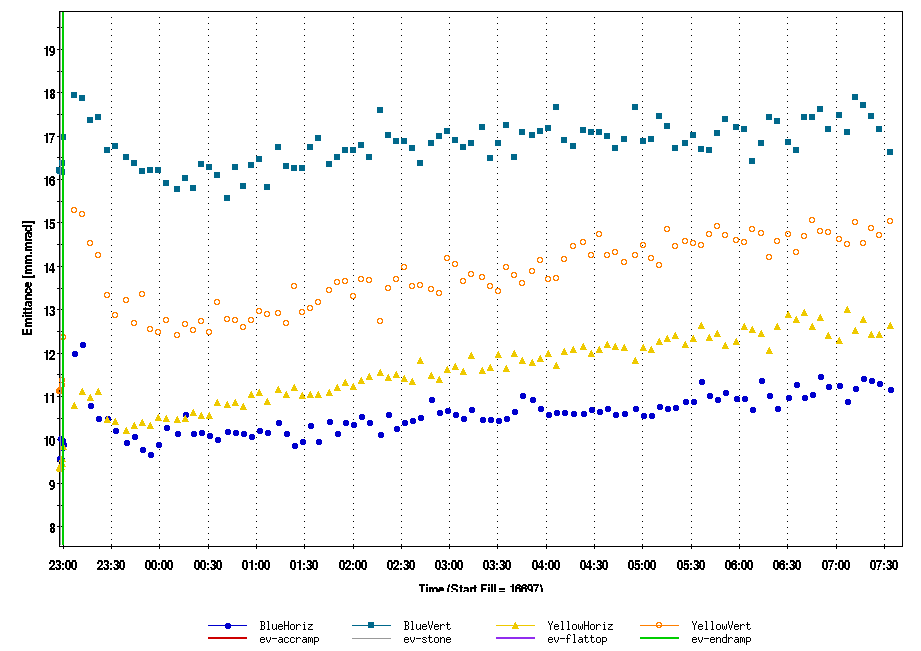 19
18
17
16
15
14
13
12
11
10
9
8
Emittance [mm.mrad]
23:00 23:30 00:00 00:30 01:00 01:30 02:00 02:30 03:00 03:30 04:00 04:30 05:00 05:30 06:00 06:30 07:00 07:30
Time (Start Fill = 16697)
BlueHoriz BlueVert YellowHoriz YellowVert
ev-accramp ev-stone ev-flattop ev-endramp